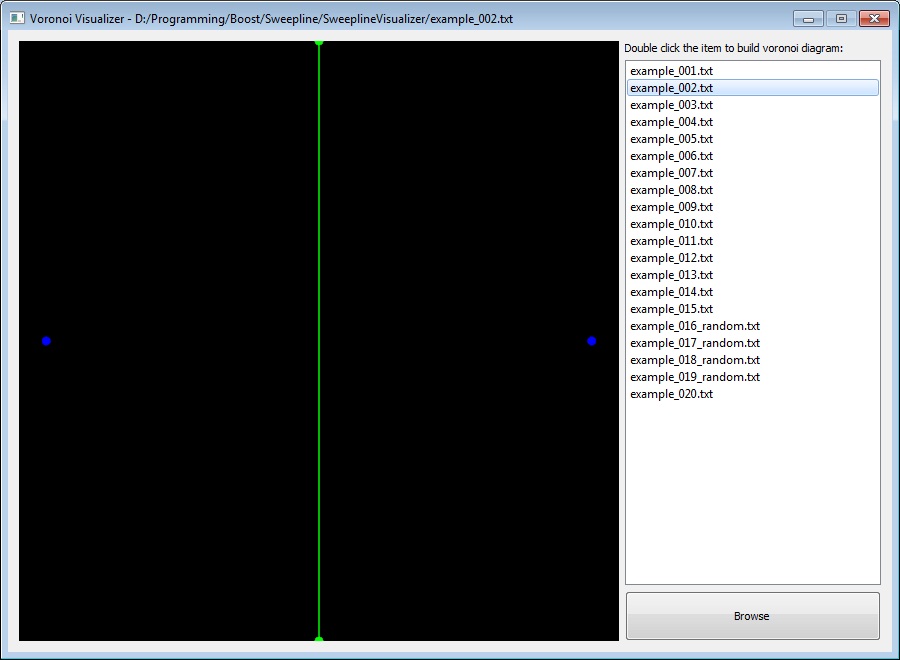 Voronoi Visualizer - D:/Programming/Boost/Sweepline/SweeplineVisualizer/example_002.txt
Double click the item to build voronoi diagram:
example_001.txt
example_002.txt
example_003.txt
example_004.txt
example_005.txt
example_006.txt
example_007.txt
example_008.txt
example_009.txt
example_010.txt
example_011.txt
example_012.txt
example_013.txt
example_014.txt
example_015.txt
example_016_random.txt
example_017_random.txt
example_018_random.txt
example_019_random.txt
example_020.txt
Browse